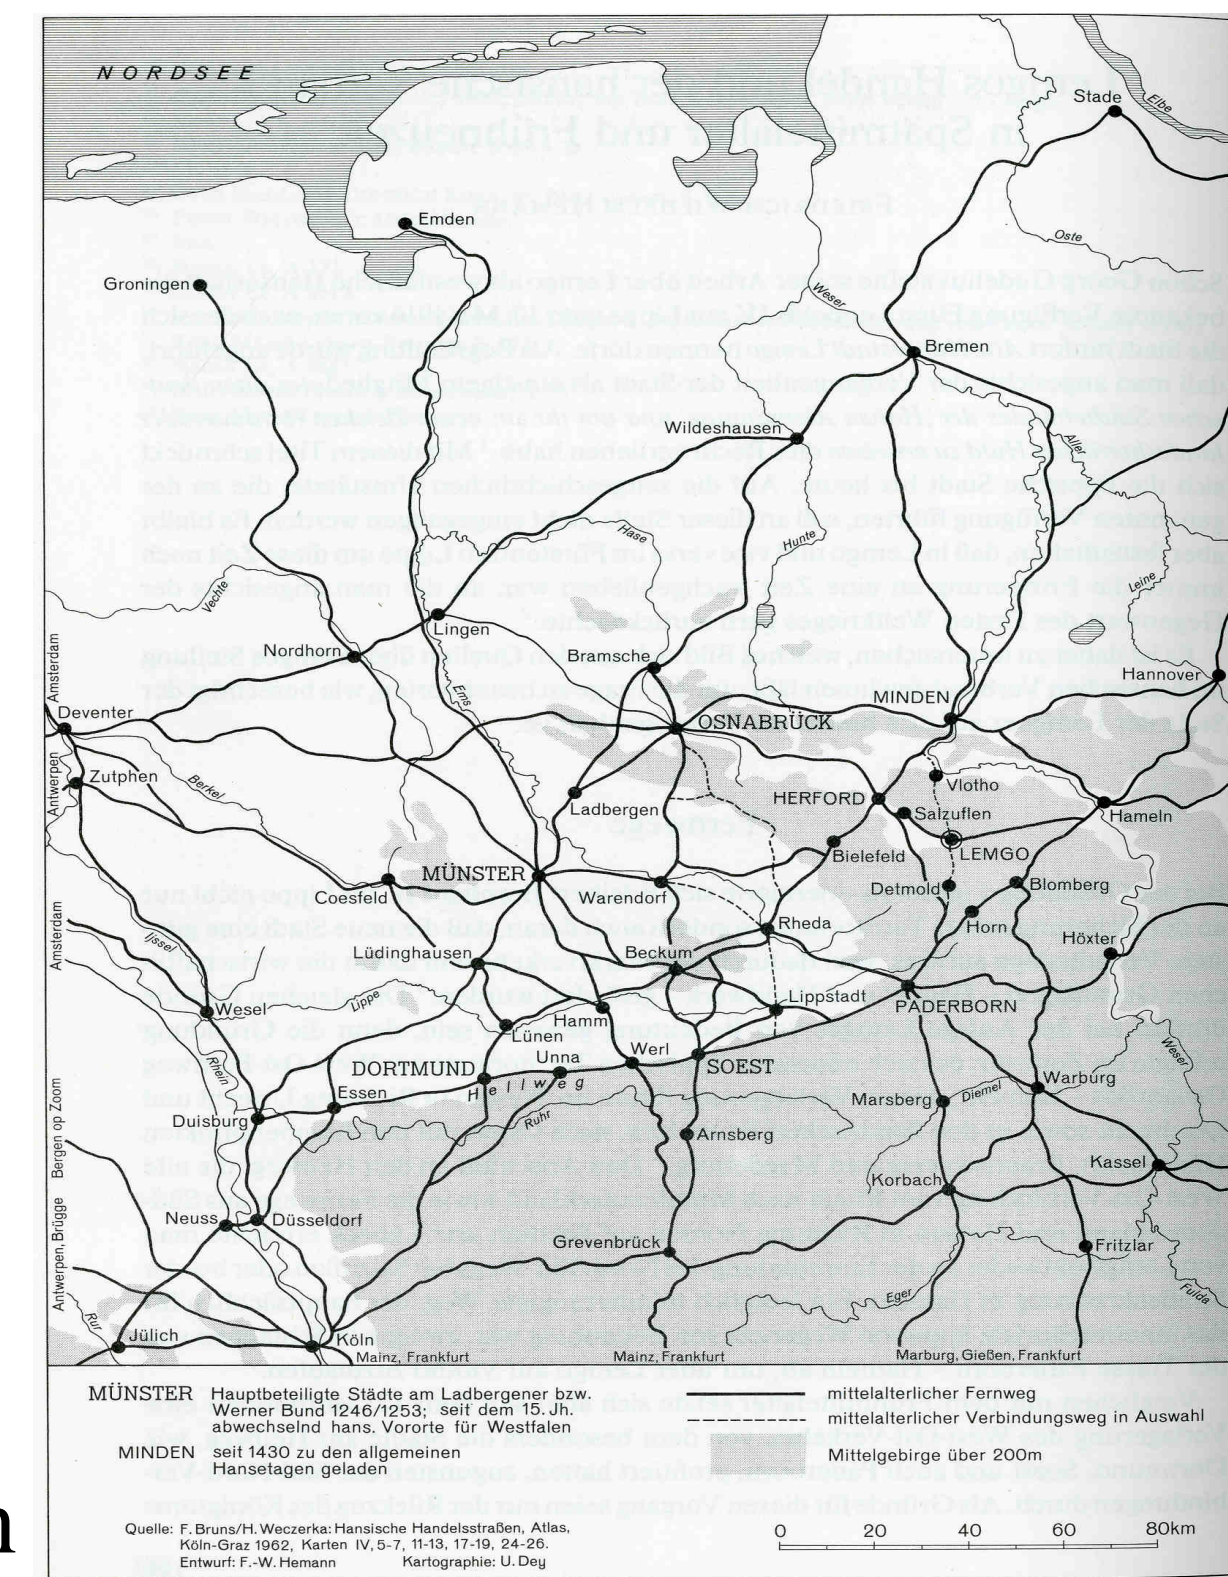 NORDSEE
Stade
Elbe
Emden
Oste
Groningen
Weser
Bremen
Wildeshausen
Aller
Hase
Hunte
Leine
Vechte
Lingen
Nordhorn
Bramsche
Hannover
Amsterdam
Ems
MINDEN
Deventer
OSNABRÜCK
Zutphen
Vlotho
Antwerpen
Berkel
Ladbergen
HERFORD
Salzuflen
Hameln
LEMGO
Bielefeld
MÜNSTER
Coesfeld
Warendorf
Detmold
Blomberg
Rheda
Horn
Amsterdam
Ijssel
Lüdinghausen
Beckum
Höxter
Wesel
Lippe
Lippstadt
PADERBORN
Hamm
Lünen
Unna
Werl
SOEST
Weser
Rhein
DORTMUND
Hellweg
Essen
Warburg
Marsberg
Diemel
Duisburg
Ruhr
Arnsberg
Bergen op Zoom
Kassel
Korbach
Neuss
Düsseldorf
Grevenbrück
Fritzlar
Antwerpen, Brügge
Eger
Fulda
Rur
Jülich
Köln
Mainz, Frankfurt
Mainz, Frankfurt
Marburg, Gießen, Frankfurt
MÜNSTER Hauptbeteiligte Städte am Ladbergener bzw.
Werner Bund 1246/1253; seit dem 15. Jh.
abwechselnd hans. Vororte für Westfalen
MINDEN seit 1430 zu den allgemeinen
Hansetagen geladen
mittelalterlicher Fernweg
mittelalterlicher Verbindungsweg in Auswahl
Mittelgebirge über 200m
Quelle: F. Bruns/H. Weczerka: Hansische Handelsstraßen, Atlas,
Köln-Graz 1962, Karten IV, 5-7, 11-13, 17-19, 24-26.
Entwurf: F.-W. Hemann Kartographie: U. Dey
0 20 40 60 80km